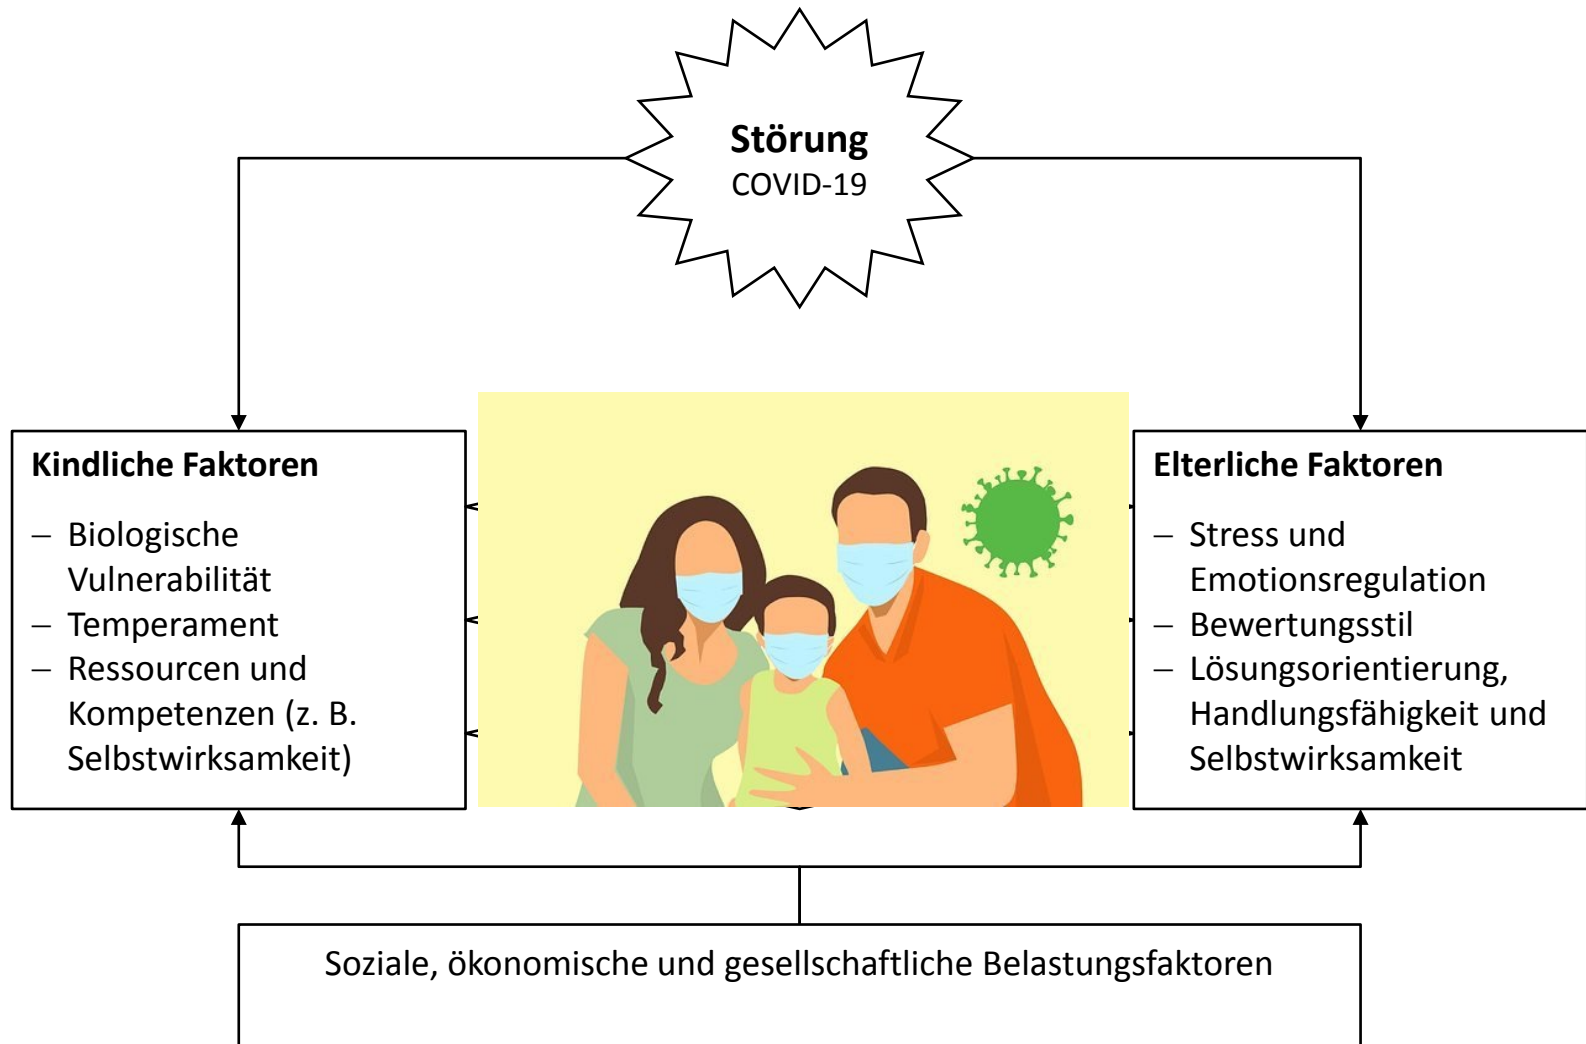 Störung
COVID-19
Kindliche Faktoren
– Biologische
Vulnerabilität
– Temperament
– Ressourcen und
Kompetenzen (z. B.
Selbstwirksamkeit)
Elterliche Faktoren
– Stress und
Emotionsregulation
– Bewertungsstil
– Lösungsorientierung,
Handlungsfähigkeit und
Selbstwirksamkeit
Soziale, ökonomische und gesellschaftliche Belastungsfaktoren